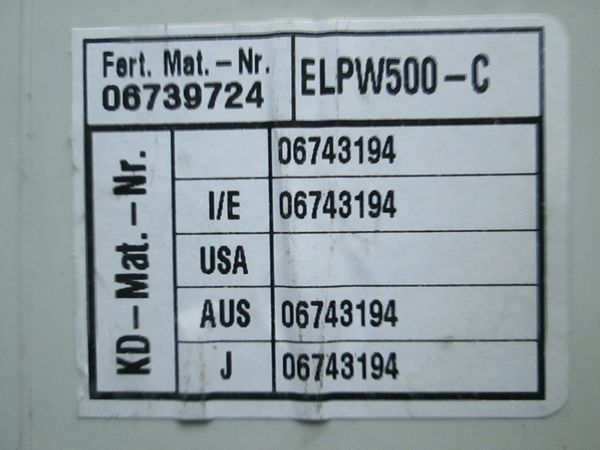 Fert. Mat.-Nr.
06739724
ELPW500-C
KD-Mat.-Nr.
06743194
I/E 06743194
USA
AUS 06743194
J 06743194